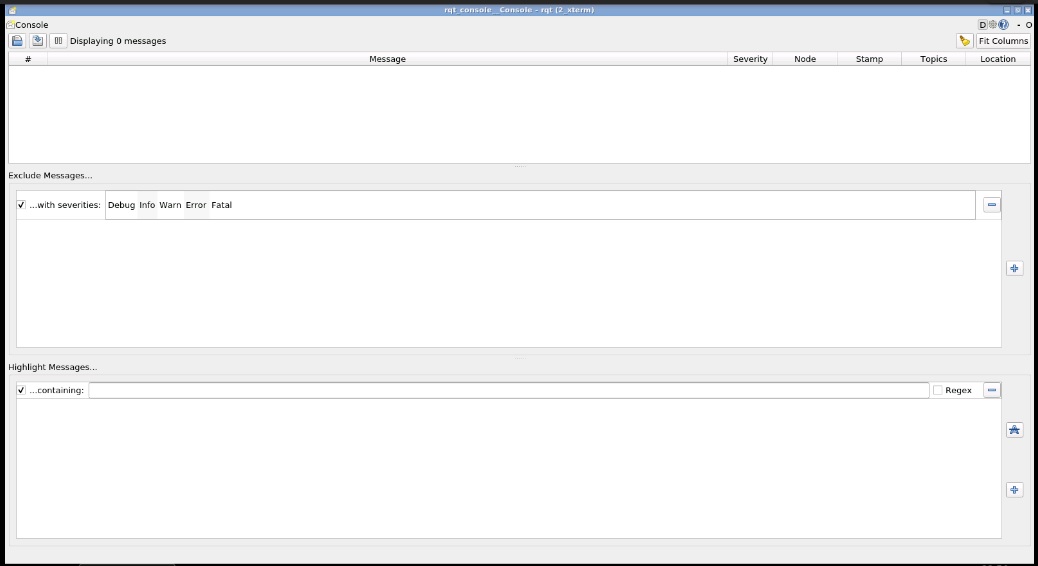 rqt_console__Console - rqt (2_xterm)
Console D - O
Displaying 0 messages Fit Columns
# Message Severity Node Stamp Topics Location
Exclude Messages...
...with severities: Debug Info Warn Error Fatal
Highlight Messages...
...containing: Regex